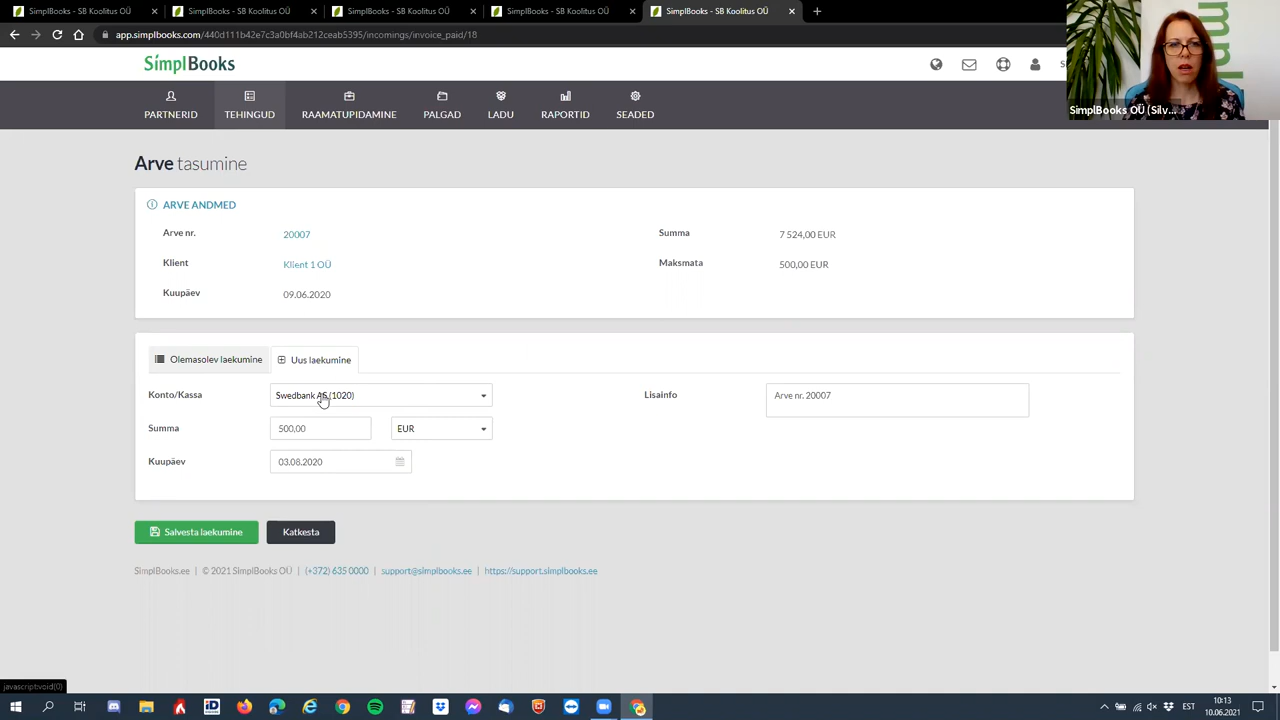 SimplBooks - SB Koolitus OÜ
SimplBooks - SB Koolitus OÜ
SimplBooks - SB Koolitus OÜ
SimplBooks - SB Koolitus OÜ
SimplBooks - SB Koolitus OÜ
app.simplbooks.com/440d111b42e7c3a0bf4ab212ceab5395/incomings/invoice_paid/18
SimplBooks
SimplBooks OÜ (Silv...
PARTNERID
TEHINGUD
RAAMATUPIDAMINE
PALGAD
LADU
RAPORTID
SEADED
Arve tasumine
ARVE ANDMED
Arve nr. 20007 Summa 7 524,00 EUR
Klient Klient 1 OÜ Maksmata 500,00 EUR
Kuupäev 09.06.2020
Olemasolev laekumine Uus laekumine
Konto/Kassa Swedbank AS (1020) Lisainfo Arve nr. 20007
Summa 500,00 EUR
Kuupäev 03.08.2020
Salvesta laekumine Katkesta
SimplBooks.ee | © 2021 SimplBooks OÜ | (+372) 635 0000 | support@simplbooks.ee | https://support.simplbooks.ee
javascript:void(0)
EST
10:13
10.06.2021